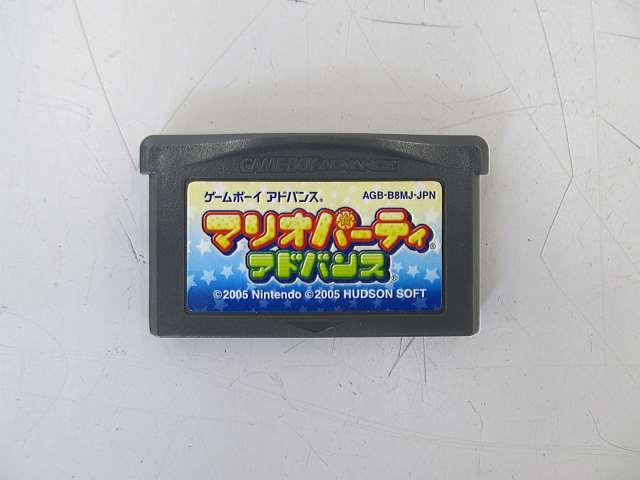 GAME BOY ADVANCE
ゲームボーイ アドバンス® AGB-B8MJ-JPN
マリオパーティ®
アドバンス®
©2005 Nintendo ©2005 HUDSON SOFT